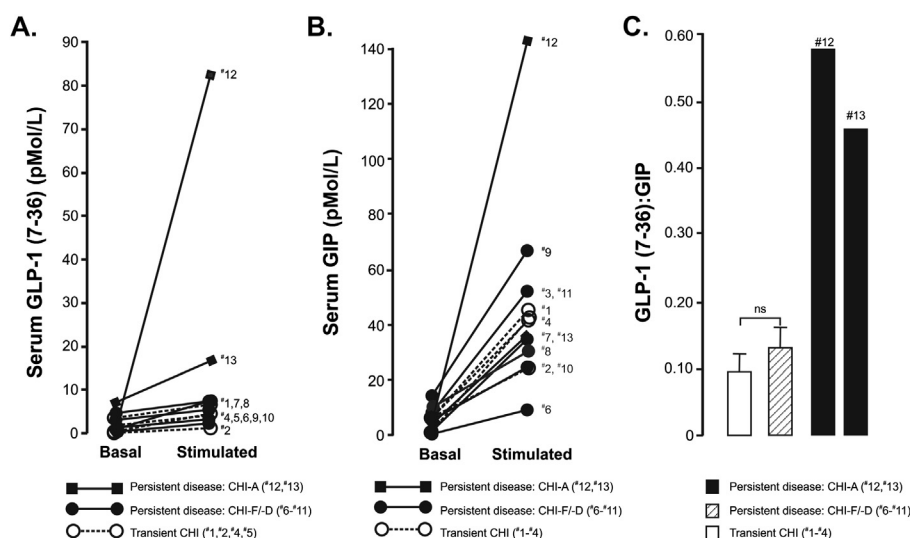 A.
Serum GLP-1 (7-36) (pMol/L)
90
80
70
60
50
40
30
20
10
0
#12
#13
#1,7,8
#4,5,6,9,10
#2
Basal Stimulated
Persistent disease: CHI-A (#12,#13)
Persistent disease: CHI-F/-D (#6-#11)
Transient CHI (#1,#2,#4,#5)
B.
Serum GIP (pMol/L)
140
120
100
80
60
40
20
0
#12
#9
#3, #11
#1
#4
#7, #13
#8
#2, #10
#6
Basal Stimulated
Persistent disease: CHI-A (#12,#13)
Persistent disease: CHI-F/-D (#6-#11)
Transient CHI (#1-#4)
C.
GLP-1 (7-36):GIP
0.60
0.50
0.40
0.30
0.20
0.10
0
ns
#12
#13
Persistent disease: CHI-A (#12,#13)
Persistent disease: CHI-F/-D (#6-#11)
Transient CHI (#1-#4)